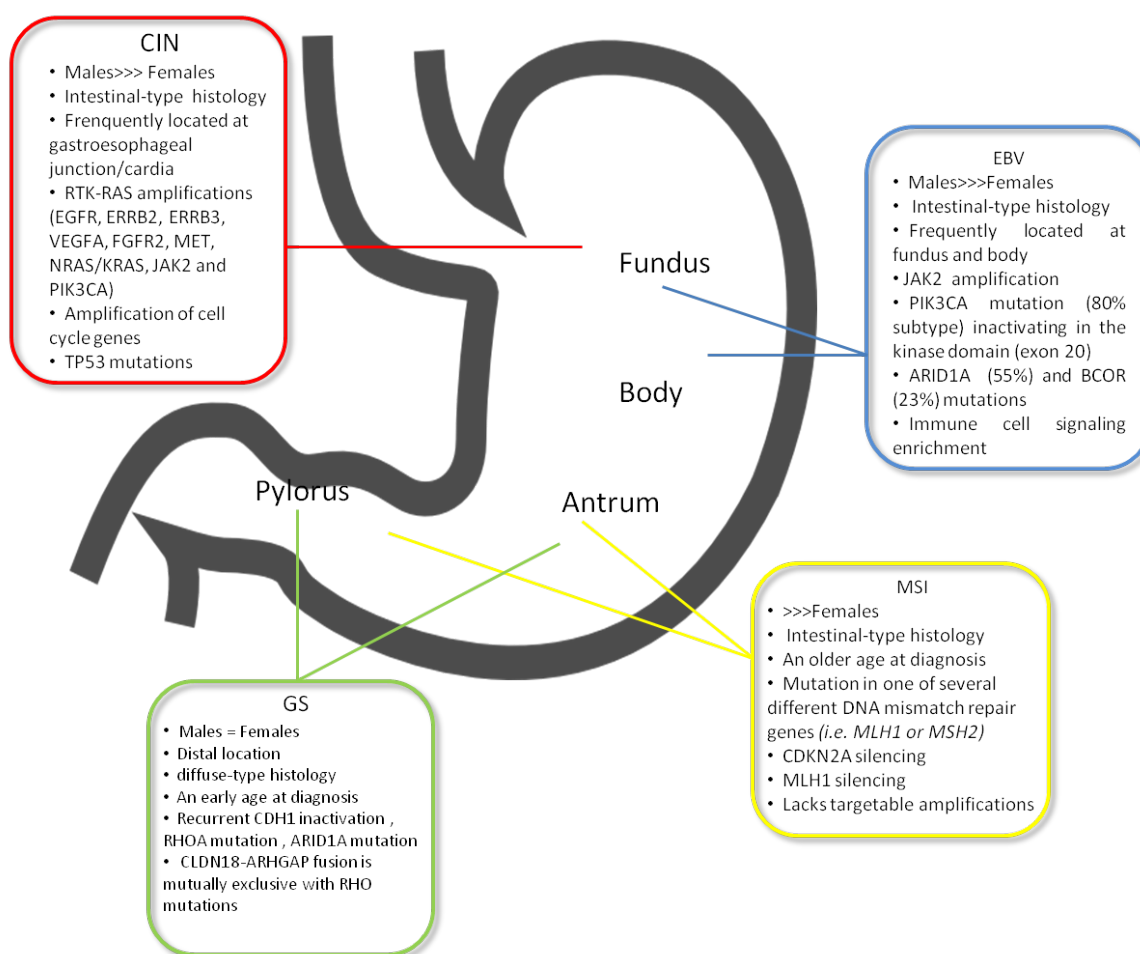 CIN
• Males>>> Females
• Intestinal-type histology
• Frenquently located at
gastroesophageal
junction/cardia
• RTK-RAS amplifications
(EGFR, ERRB2, ERRB3,
VEGFA, FGFR2, MET,
NRAS/KRAS, JAK2 and
PIK3CA)
• Amplification of cell
cycle genes
• TP53 mutations
EBV
• Males>>>Females
• Intestinal-type histology
• Frequently located at
fundus and body
• JAK2 amplification
• PIK3CA mutation (80%
subtype) inactivating in the
kinase domain (exon 20)
• ARID1A (55%) and BCOR
(23%) mutations
• Immune cell signaling
enrichment
Fundus
Body
Pylorus
Antrum
GS
• Males = Females
• Distal location
• diffuse-type histology
• An early age at diagnosis
• Recurrent CDH1 inactivation ,
RHOA mutation , ARID1A mutation
• CLDN18-ARHGAP fusion is
mutually exclusive with RHO
mutations
MSI
• >>>Females
• Intestinal-type histology
• An older age at diagnosis
• Mutation in one of several
different DNA mismatch repair
genes (i.e. MLH1 or MSH2)
• CDKN2A silencing
• MLH1 silencing
• Lacks targetable amplifications